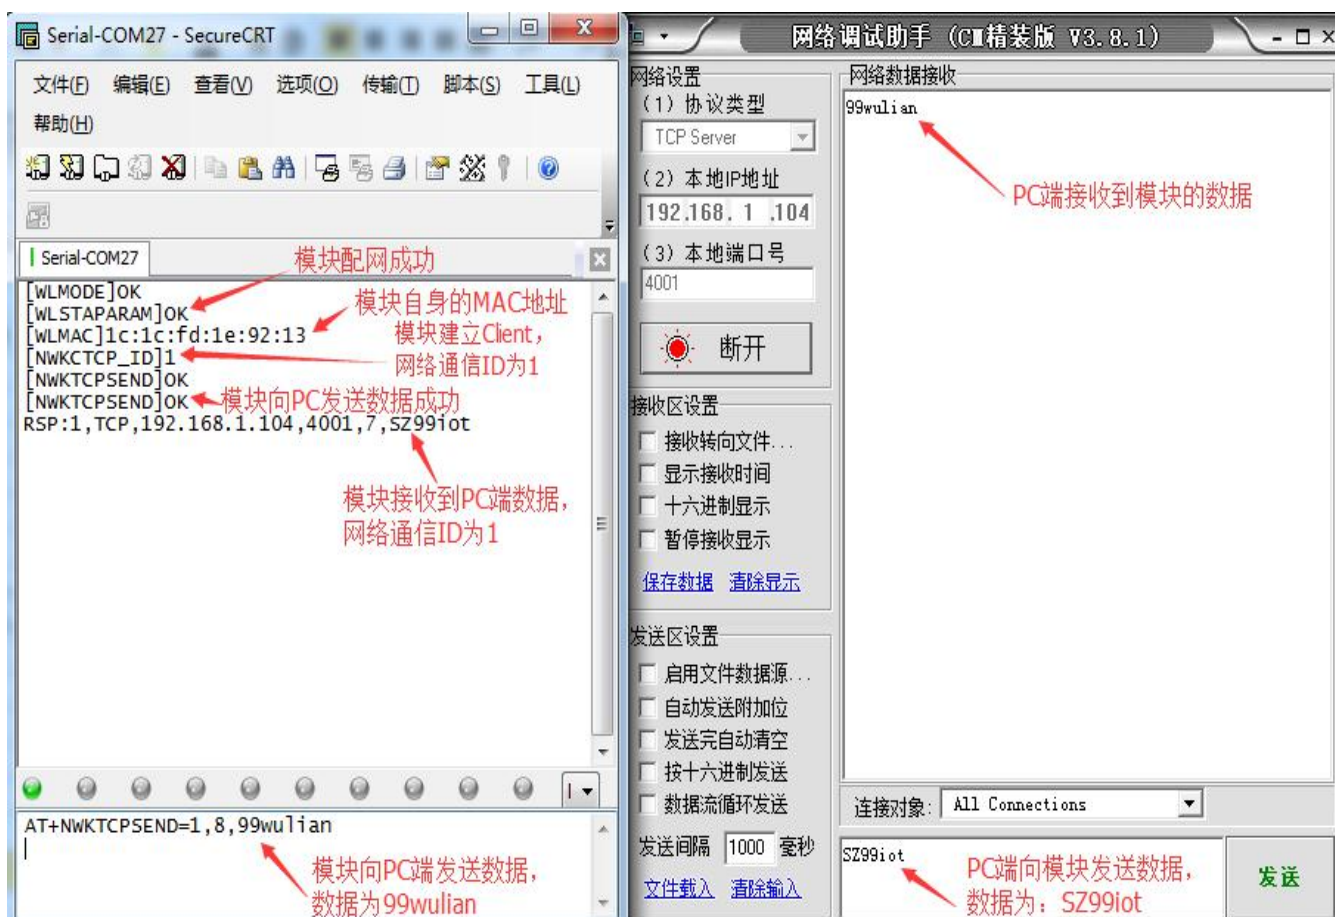 Serial-COM27 - SecureCRT
文件(F) 编辑(E) 查看(V) 选项(O) 传输(T) 脚本(S) 工具(L)
帮助(H)
Serial-COM27
模块配网成功
[WLMODE]OK
[WLSTAPARAM]OK
模块自身的MAC地址
[WLMAC]1c:1c:fd:1e:92:13
模块建立Client，
网络通信ID为1
[NWKCTCP_ID]1
[NWKTCPSEND]OK
[NWKTCPSEND]OK
模块向PC发送数据成功
RSP:1,TCP,192.168.1.104,4001,7,SZ99iot
模块接收到PC端数据，
网络通信ID为1
AT+NWKTCPSEND=1,8,99wulian
模块向PC端发送数据，
数据为99wulian
网络调试助手 (CM精装版 V3.8.1)
网络设置
(1) 协议类型
TCP Server
(2) 本地IP地址
192.168. 1 .104
(3) 本地端口号
4001
断开
接收区设置
接收转向文件...
显示接收时间
十六进制显示
暂停接收显示
保存数据 清除显示
发送区设置
启用文件数据源...
自动发送附加位
发送完自动清空
按十六进制发送
数据流循环发送
发送间隔 1000 毫秒
文件载入 清除输入
网络数据接收
99wulian
PC端接收到模块的数据
连接对象: All Connections
SZ99iot
PC端向模块发送数据，
数据为：SZ99iot
发送